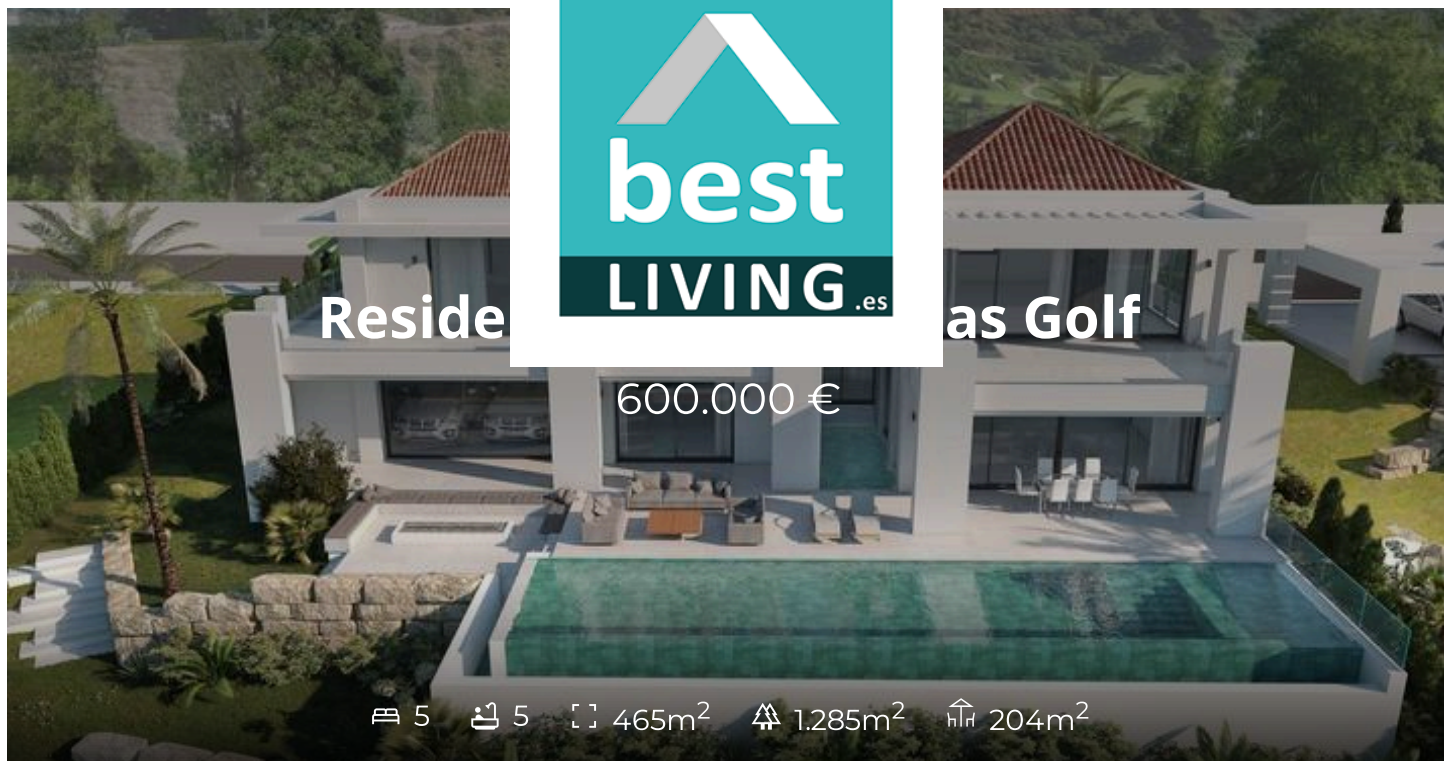 best
LIVING.es
Reside as Golf
600.000 €
5 5 465m² 1.285m² 204m²